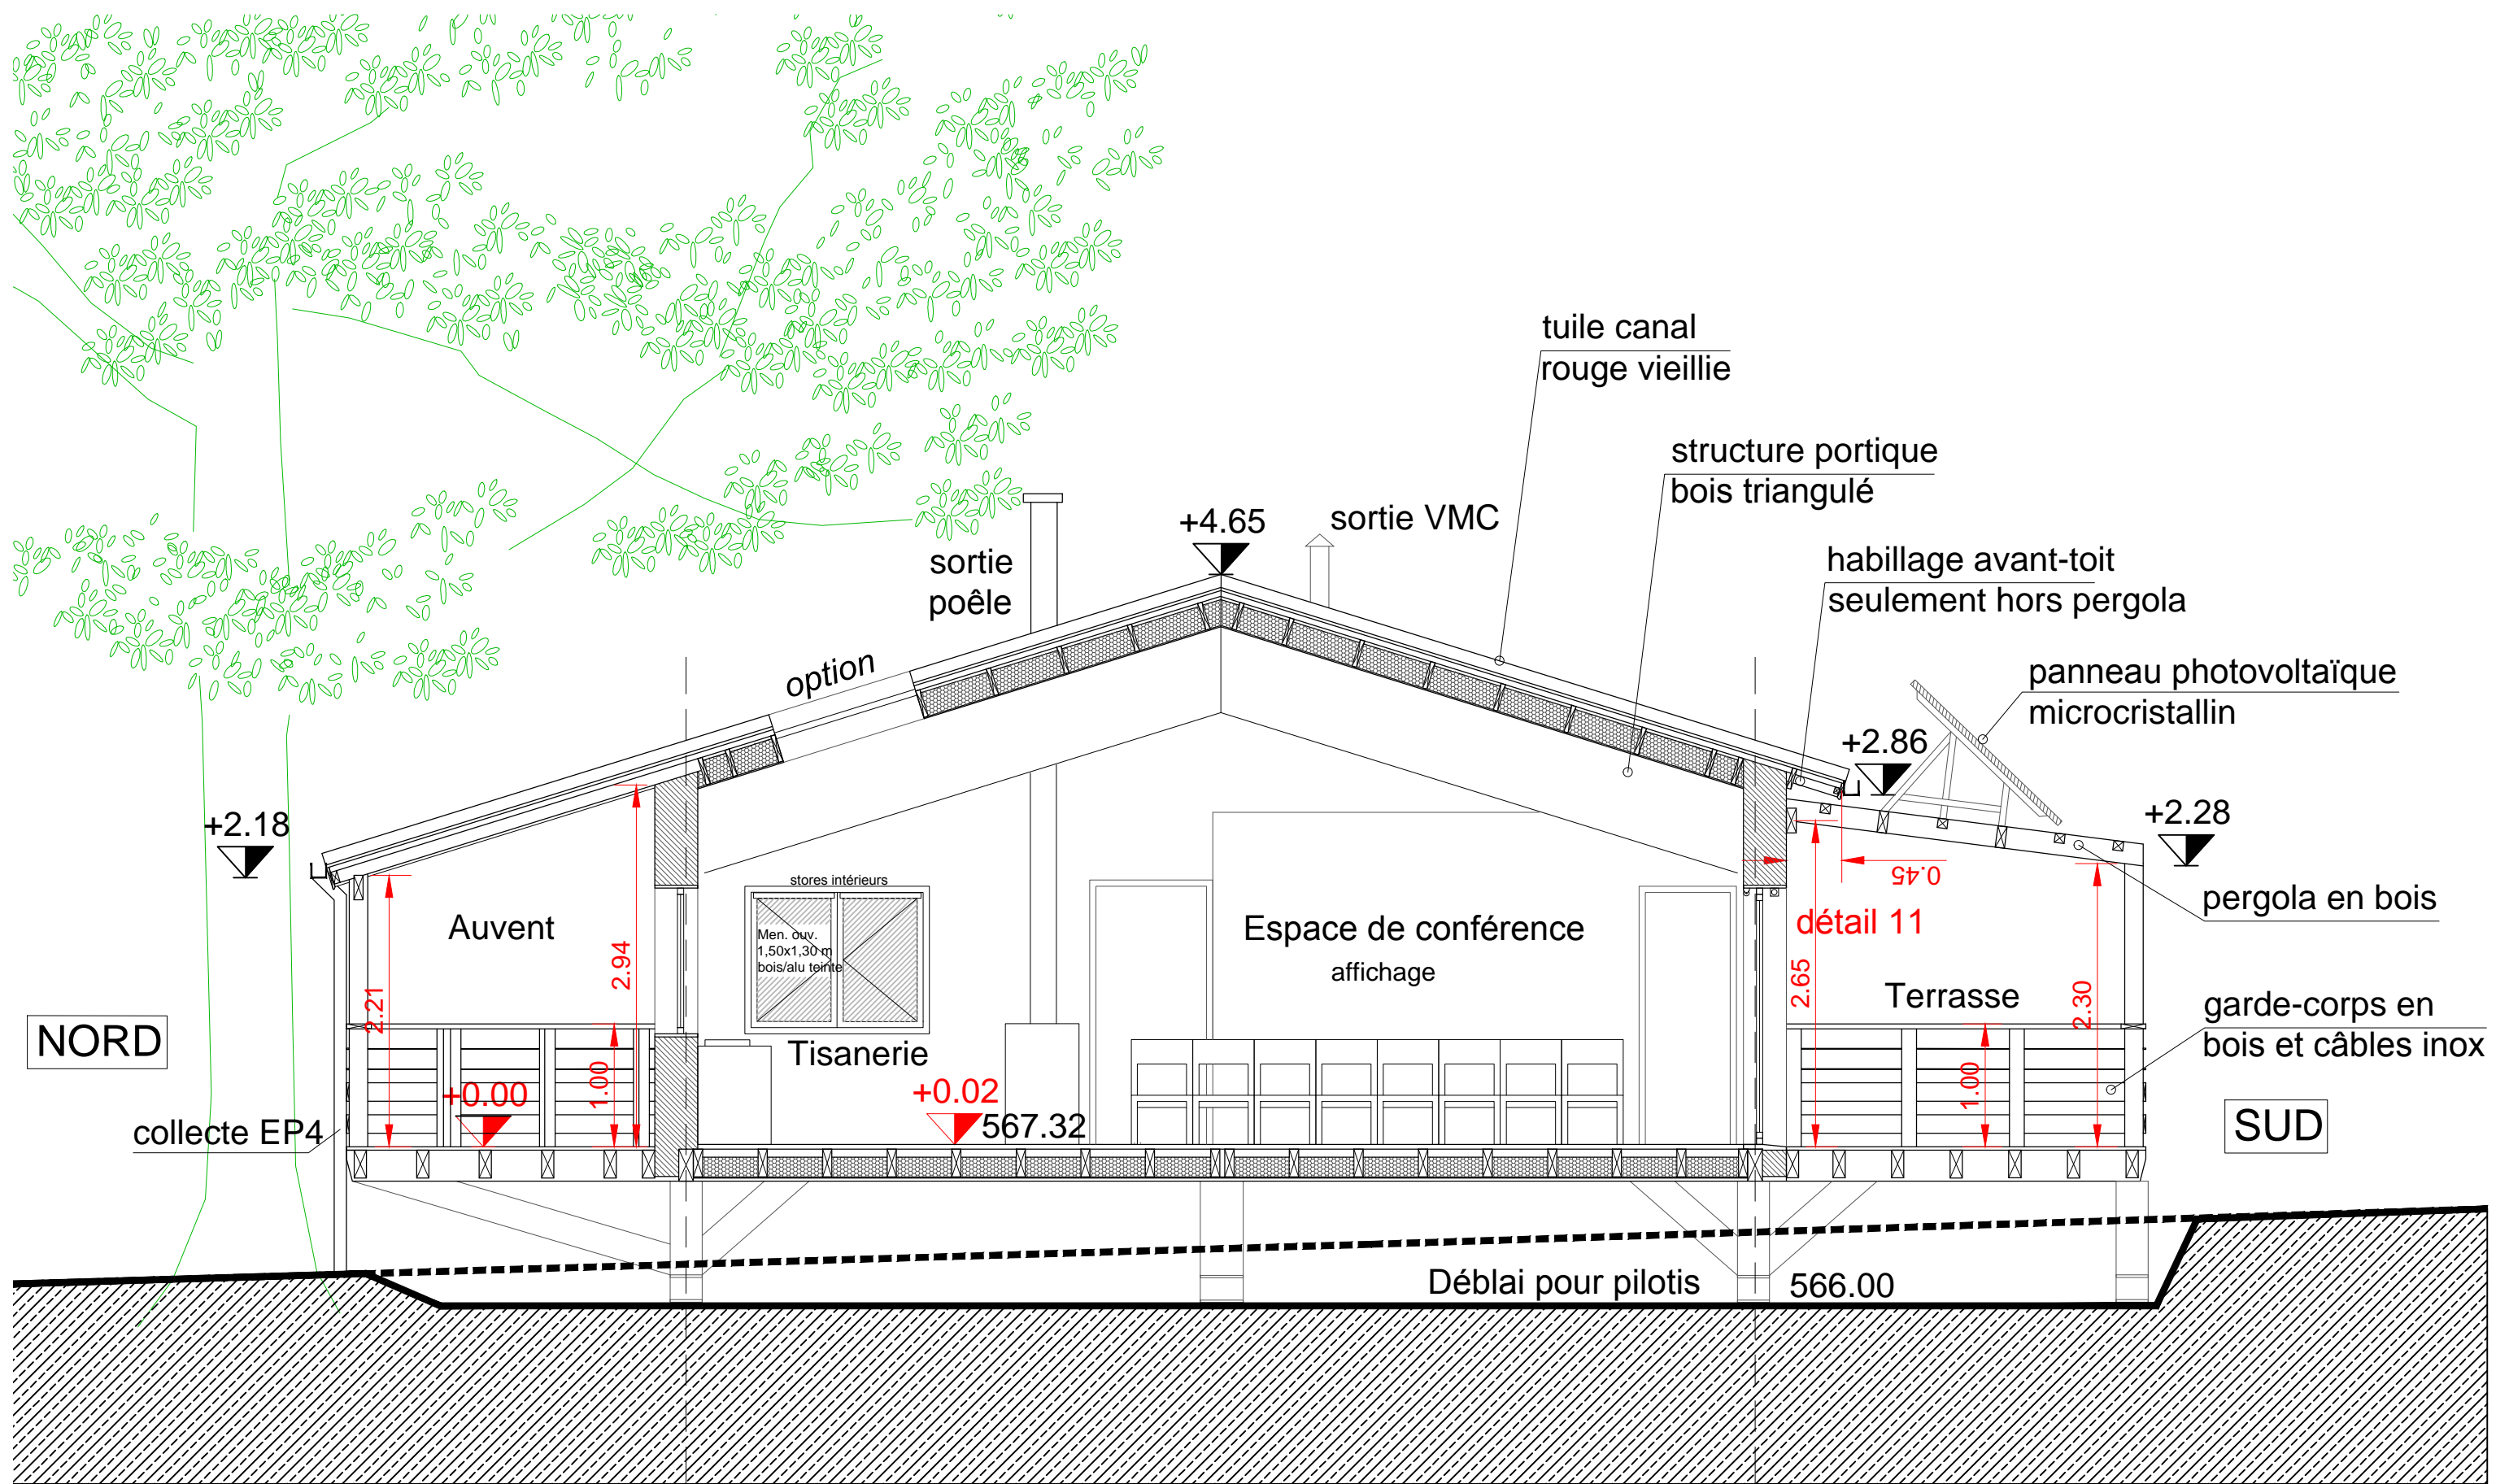 tuile canal
rouge vieillie
structure portique
bois triangulé
+4.65
sortie VMC
sortie
poêle
habillage avant-toit
seulement hors pergola
option
panneau photovoltaïque
microcristallin
+2.86
+2.18
+2.28
0.45
stores intérieurs
pergola en bois
Auvent
Men. ouv.
1,50x1,30 m
bois/alu teinté
Espace de conférence
affichage
détail 11
2.94
2.21
2.65
2.30
Terrasse
garde-corps en
bois et câbles inox
NORD
Tisanerie
1.00
1.00
+0.00
+0.02
567.32
collecte EP4
SUD
Déblai pour pilotis
566.00